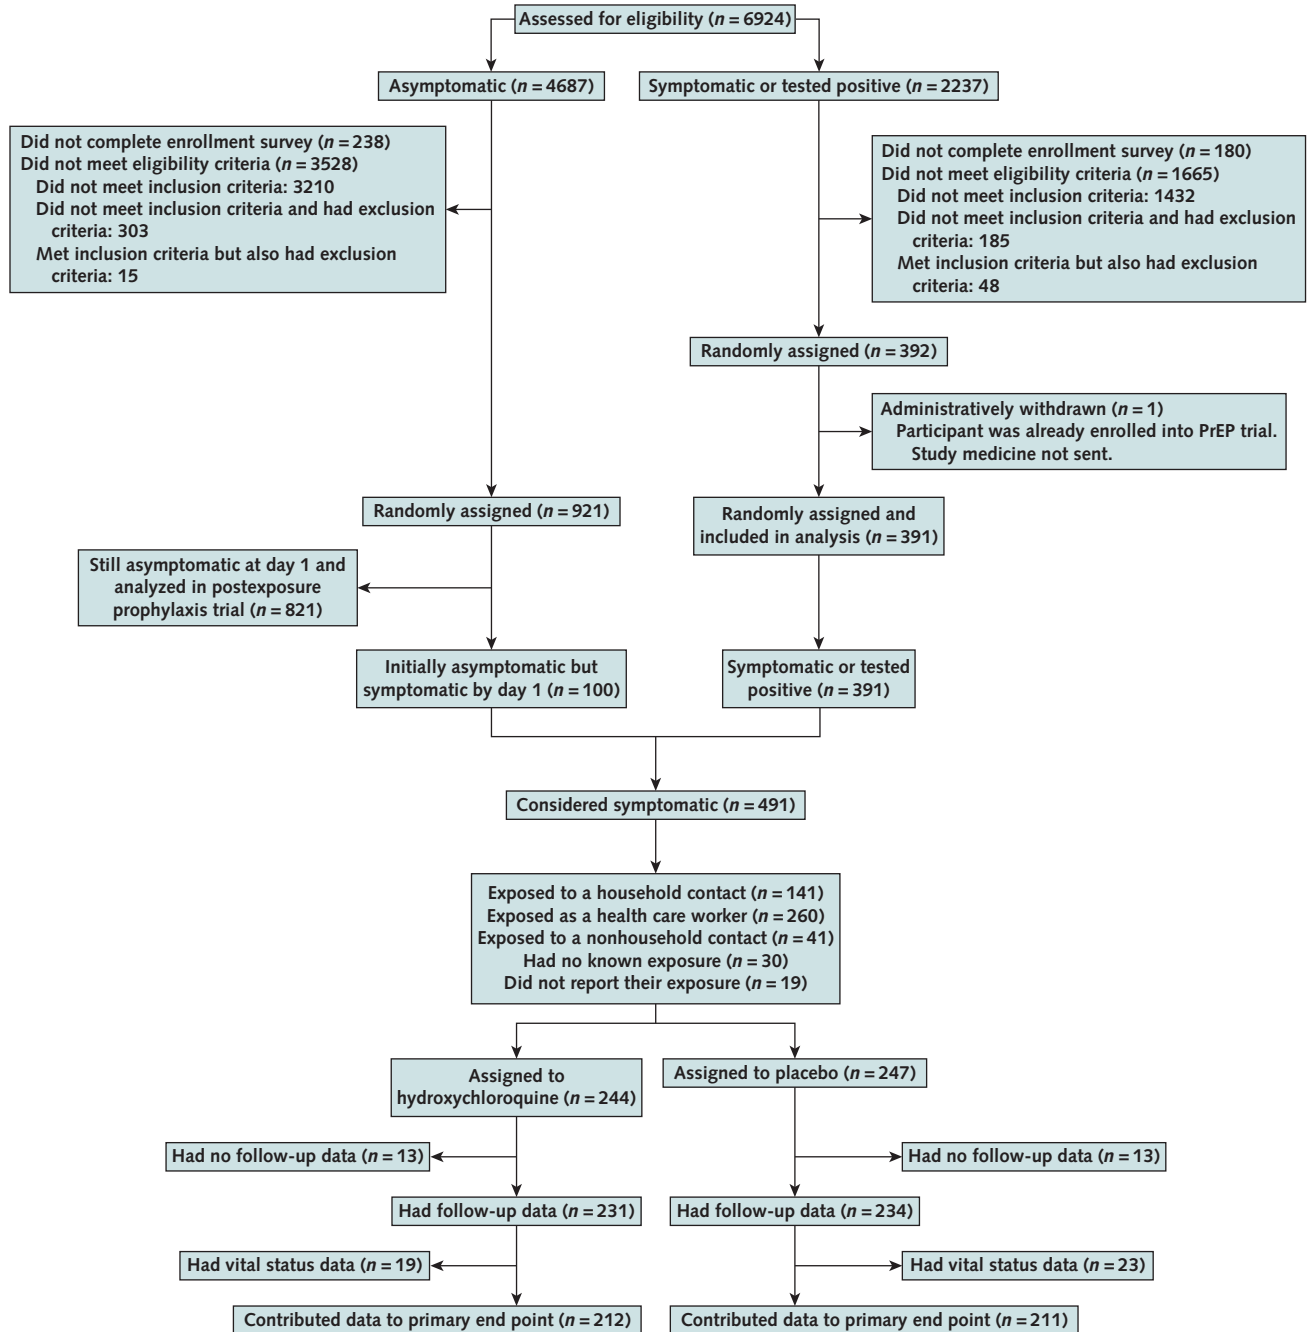 Assessed for eligibility (n = 6924)
Asymptomatic (n = 4687)
Symptomatic or tested positive (n = 2237)
Did not complete enrollment survey (n = 238)
Did not meet eligibility criteria (n = 3528)
Did not meet inclusion criteria: 3210
Did not meet inclusion criteria and had exclusion
criteria: 303
Met inclusion criteria but also had exclusion
criteria: 15
Did not complete enrollment survey (n = 180)
Did not meet eligibility criteria (n = 1665)
Did not meet inclusion criteria: 1432
Did not meet inclusion criteria and had exclusion
criteria: 185
Met inclusion criteria but also had exclusion
criteria: 48
Randomly assigned (n = 392)
Administratively withdrawn (n = 1)
Participant was already enrolled into PrEP trial.
Study medicine not sent.
Randomly assigned (n = 921)
Randomly assigned and
included in analysis (n = 391)
Still asymptomatic at day 1 and
analyzed in postexposure
prophylaxis trial (n = 821)
Initially asymptomatic but
symptomatic by day 1 (n = 100)
Symptomatic or tested
positive (n = 391)
Considered symptomatic (n = 491)
Exposed to a household contact (n = 141)
Exposed as a health care worker (n = 260)
Exposed to a nonhousehold contact (n = 41)
Had no known exposure (n = 30)
Did not report their exposure (n = 19)
Assigned to
hydroxychloroquine (n = 244)
Assigned to placebo (n = 247)
Had no follow-up data (n = 13)
Had no follow-up data (n = 13)
Had follow-up data (n = 231)
Had follow-up data (n = 234)
Had vital status data (n = 19)
Had vital status data (n = 23)
Contributed data to primary end point (n = 212)
Contributed data to primary end point (n = 211)